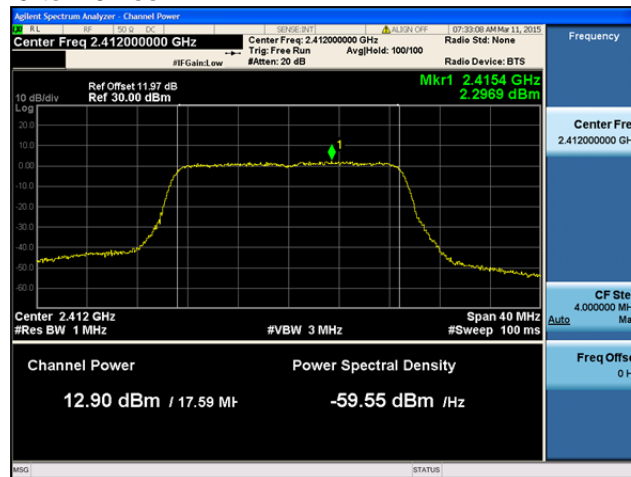 Agilent Spectrum Analyzer - Channel Power
RL RF 50 Ω DC SENSE:INT ALIGN OFF 07:33:08 AM Mar 11, 2015
Center Freq 2.412000000 GHz
Center Freq: 2.412000000 GHz
Radio Std: None
Trig: Free Run Avg|Hold: 100/100
#IFGain:Low #Atten: 20 dB Radio Device: BTS
Frequency
Mkr1 2.4154 GHz
2.2969 dBm
Ref Offset 11.97 dB
10 dB/div Ref 30.00 dBm
Log
20.0
10.0
0.00
-10.0
-20.0
-30.0
-40.0
-50.0
-60.0
1
Center 2.412 GHz Span 40 MHz
#Res BW 1 MHz #VBW 3 MHz #Sweep 100 ms
Channel Power Power Spectral Density
12.90 dBm / 17.59 MH -59.55 dBm /Hz
Center Fre
2.412000000 GH
CF Ste
4.000000 MH
Auto Ma
Freq Offs
0 H
MSG STATUS